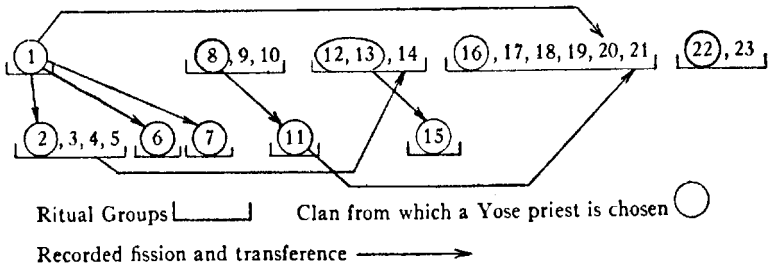 1 8, 9, 10 12, 13, 14 16, 17, 18, 19, 20, 21 22, 23
2, 3, 4, 5 6 7 11 15
Ritual Groups Clan from which a Yose priest is chosen
Recorded fission and transference